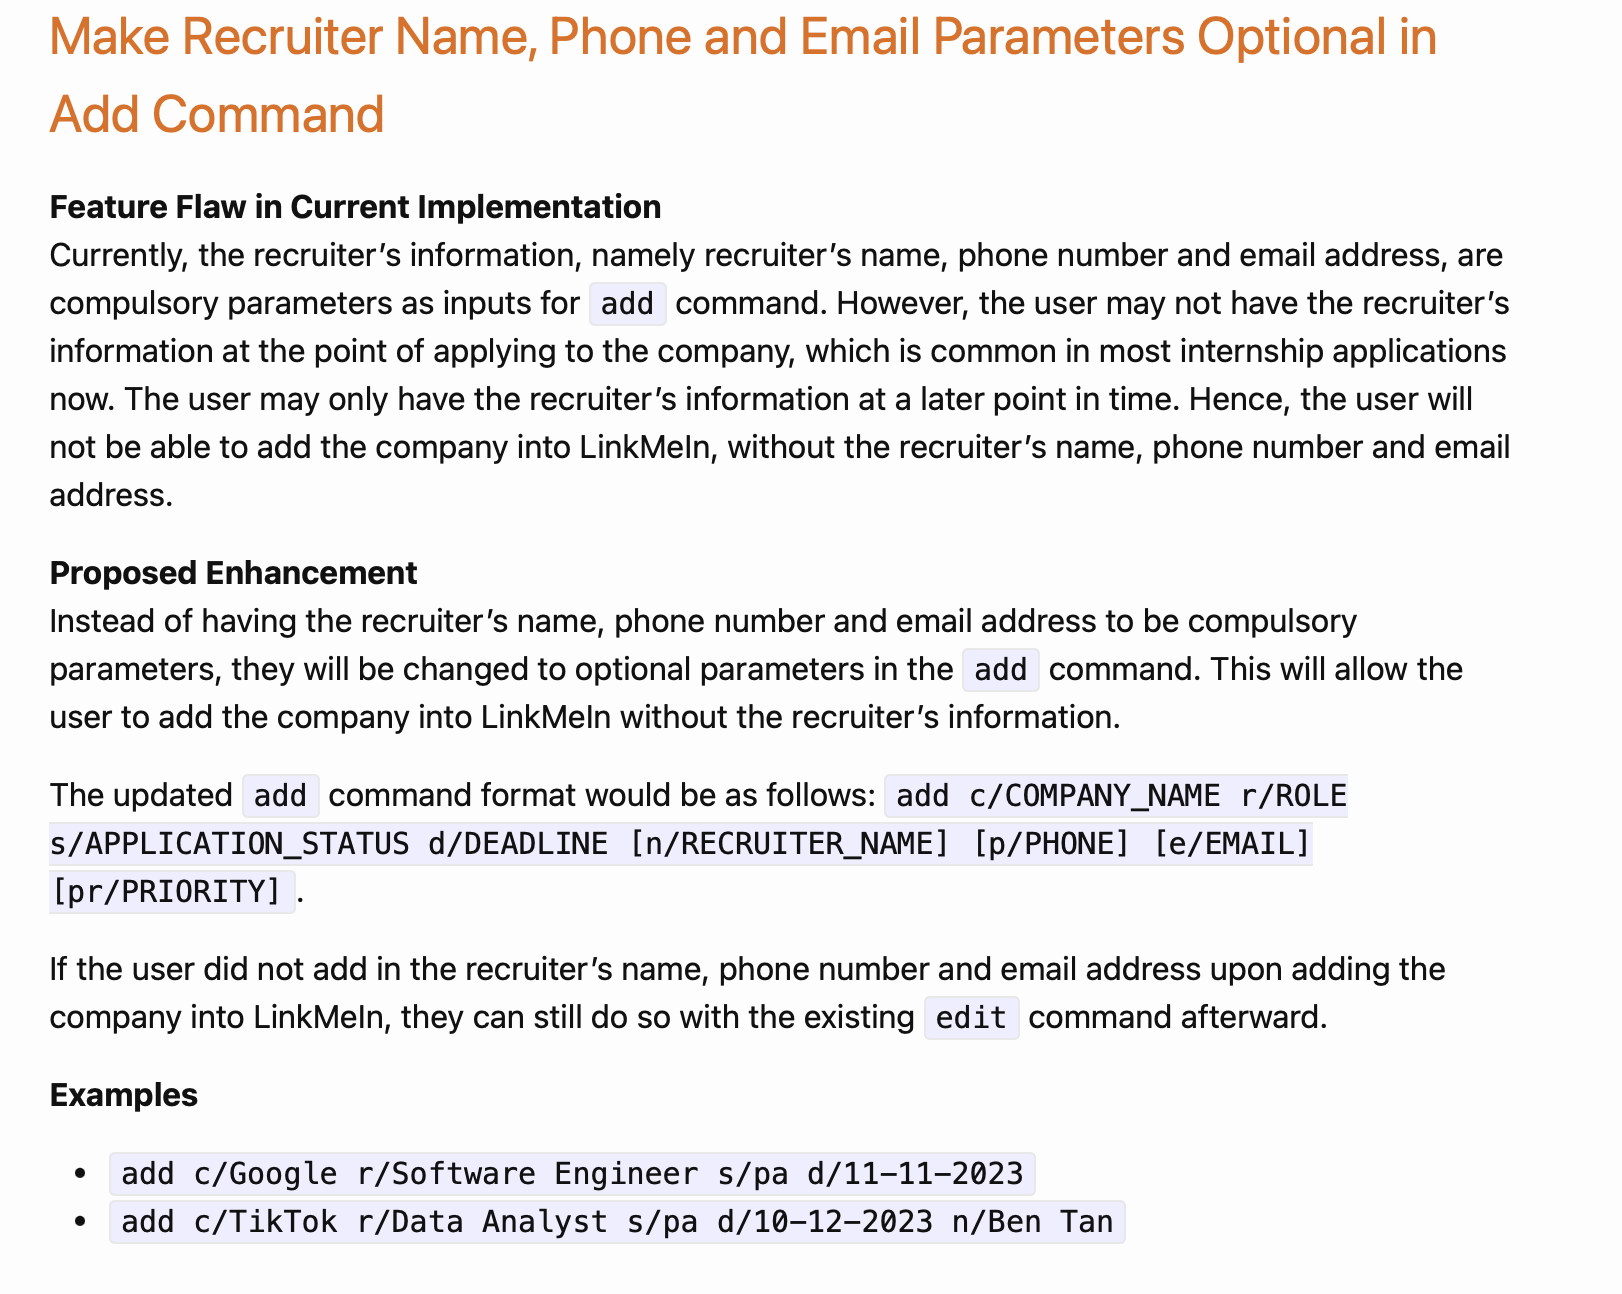 Make Recruiter Name, Phone and Email Parameters Optional in
Add Command
Feature Flaw in Current Implementation
Currently, the recruiter’s information, namely recruiter’s name, phone number and email address, are
compulsory parameters as inputs for add command. However, the user may not have the recruiter’s
information at the point of applying to the company, which is common in most internship applications
now. The user may only have the recruiter’s information at a later point in time. Hence, the user will
not be able to add the company into LinkMeIn, without the recruiter’s name, phone number and email
address.
Proposed Enhancement
Instead of having the recruiter’s name, phone number and email address to be compulsory
parameters, they will be changed to optional parameters in the add command. This will allow the
user to add the company into LinkMeIn without the recruiter’s information.
The updated add command format would be as follows: add c/COMPANY_NAME r/ROLE
s/APPLICATION_STATUS d/DEADLINE [n/RECRUITER_NAME] [p/PHONE] [e/EMAIL]
[pr/PRIORITY] .
If the user did not add in the recruiter’s name, phone number and email address upon adding the
company into LinkMeIn, they can still do so with the existing edit command afterward.
Examples
• add c/Google r/Software Engineer s/pa d/11-11-2023
• add c/TikTok r/Data Analyst s/pa d/10-12-2023 n/Ben Tan